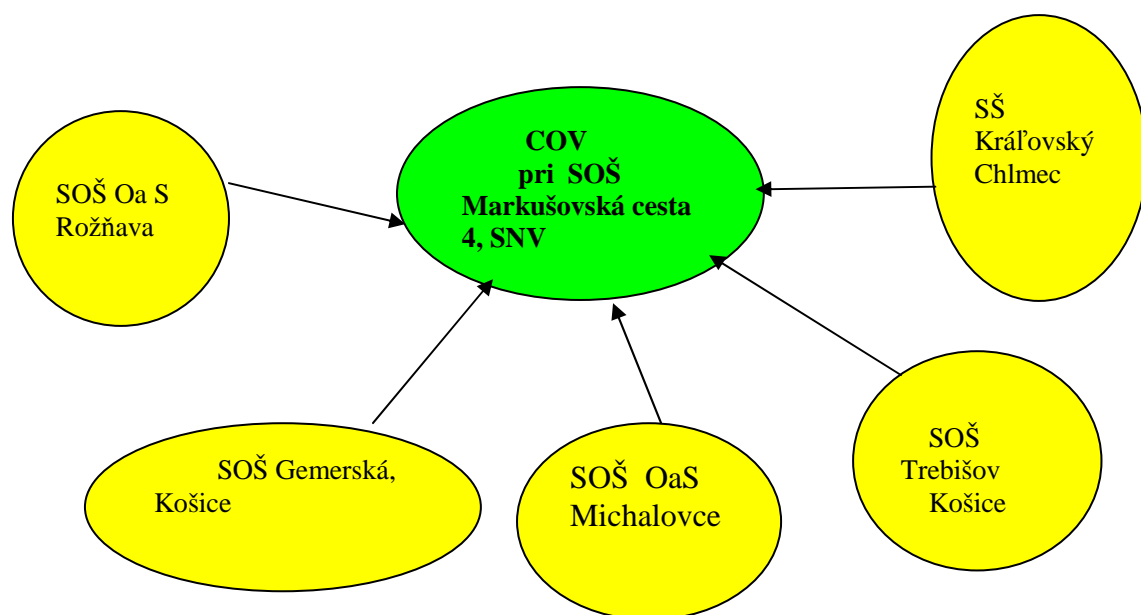 COV
pri SOŠ
Markušovská cesta
4, SNV
SŠ
Kráľovský
Chlmec
SOŠ Oa S
Rožňava
SOŠ Gemerská,
Košice
SOŠ OaS
Michalovce
SOŠ
Trebišov
Košice